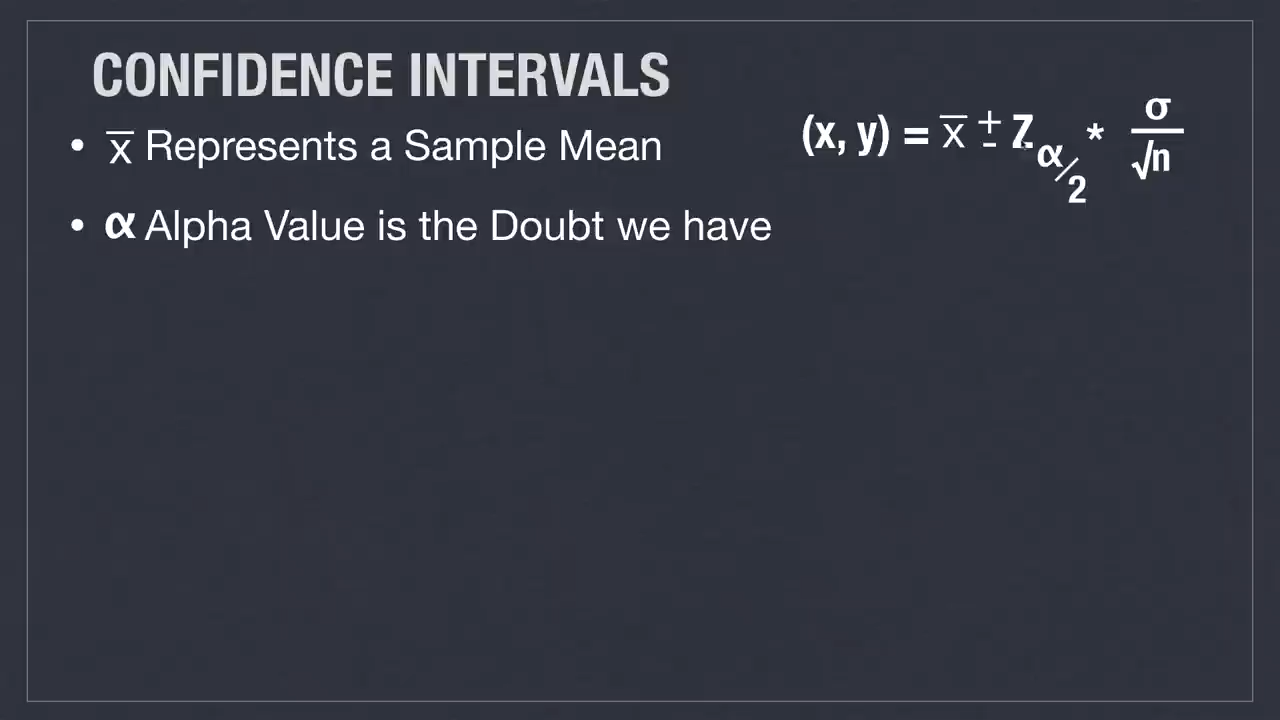 CONFIDENCE INTERVALS
• x̅ Represents a Sample Mean
(x, y) = x̅ ± Z α/2 * σ/√n
• α Alpha Value is the Doubt we have